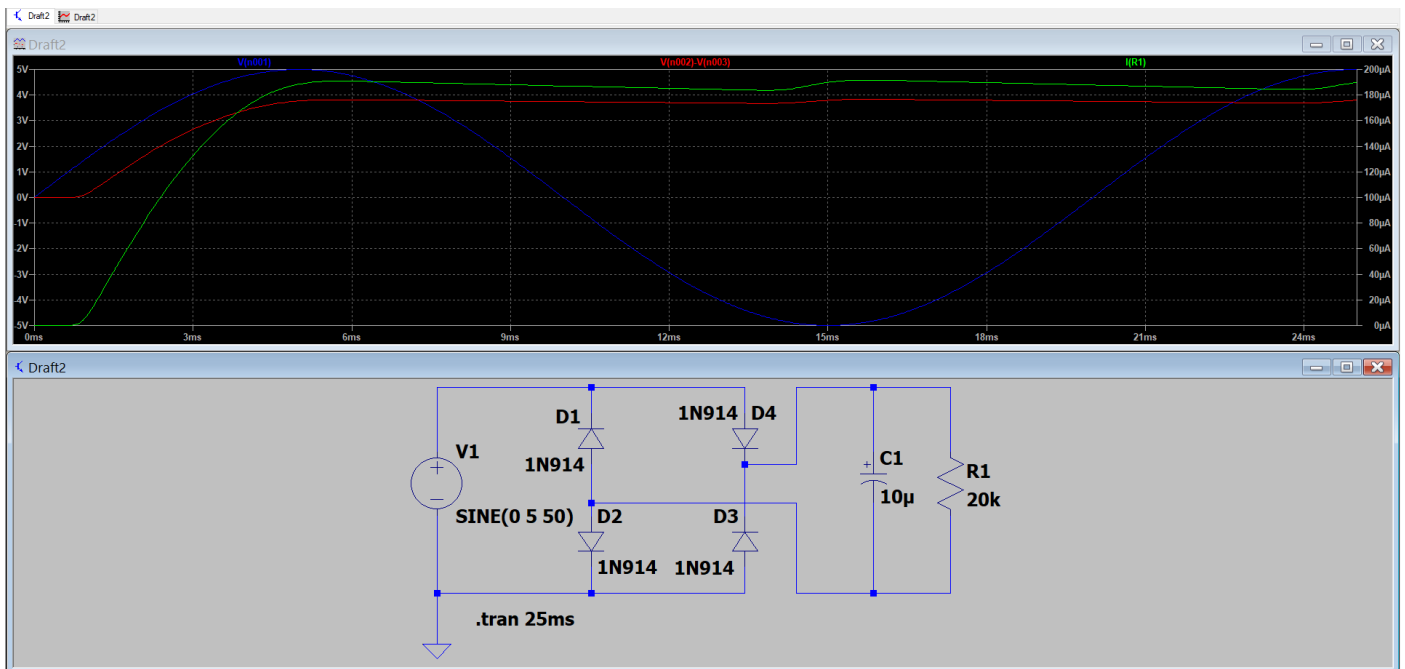 Draft2 Draft2
Draft2
V(n001) V(n002)-V(n003) I(R1)
5V 200µA
4V 180µA
3V 160µA
2V 140µA
1V 120µA
0V 100µA
-1V 80µA
-2V 60µA
-3V 40µA
-4V 20µA
-5V 0µA
0ms 3ms 6ms 9ms 12ms 15ms 18ms 21ms 24ms
Draft2
D1 1N914 D4
V1 1N914 + C1 R1
+ 10µ 20k
SINE(0 5 50) D2 D3
1N914 1N914
.tran 25ms